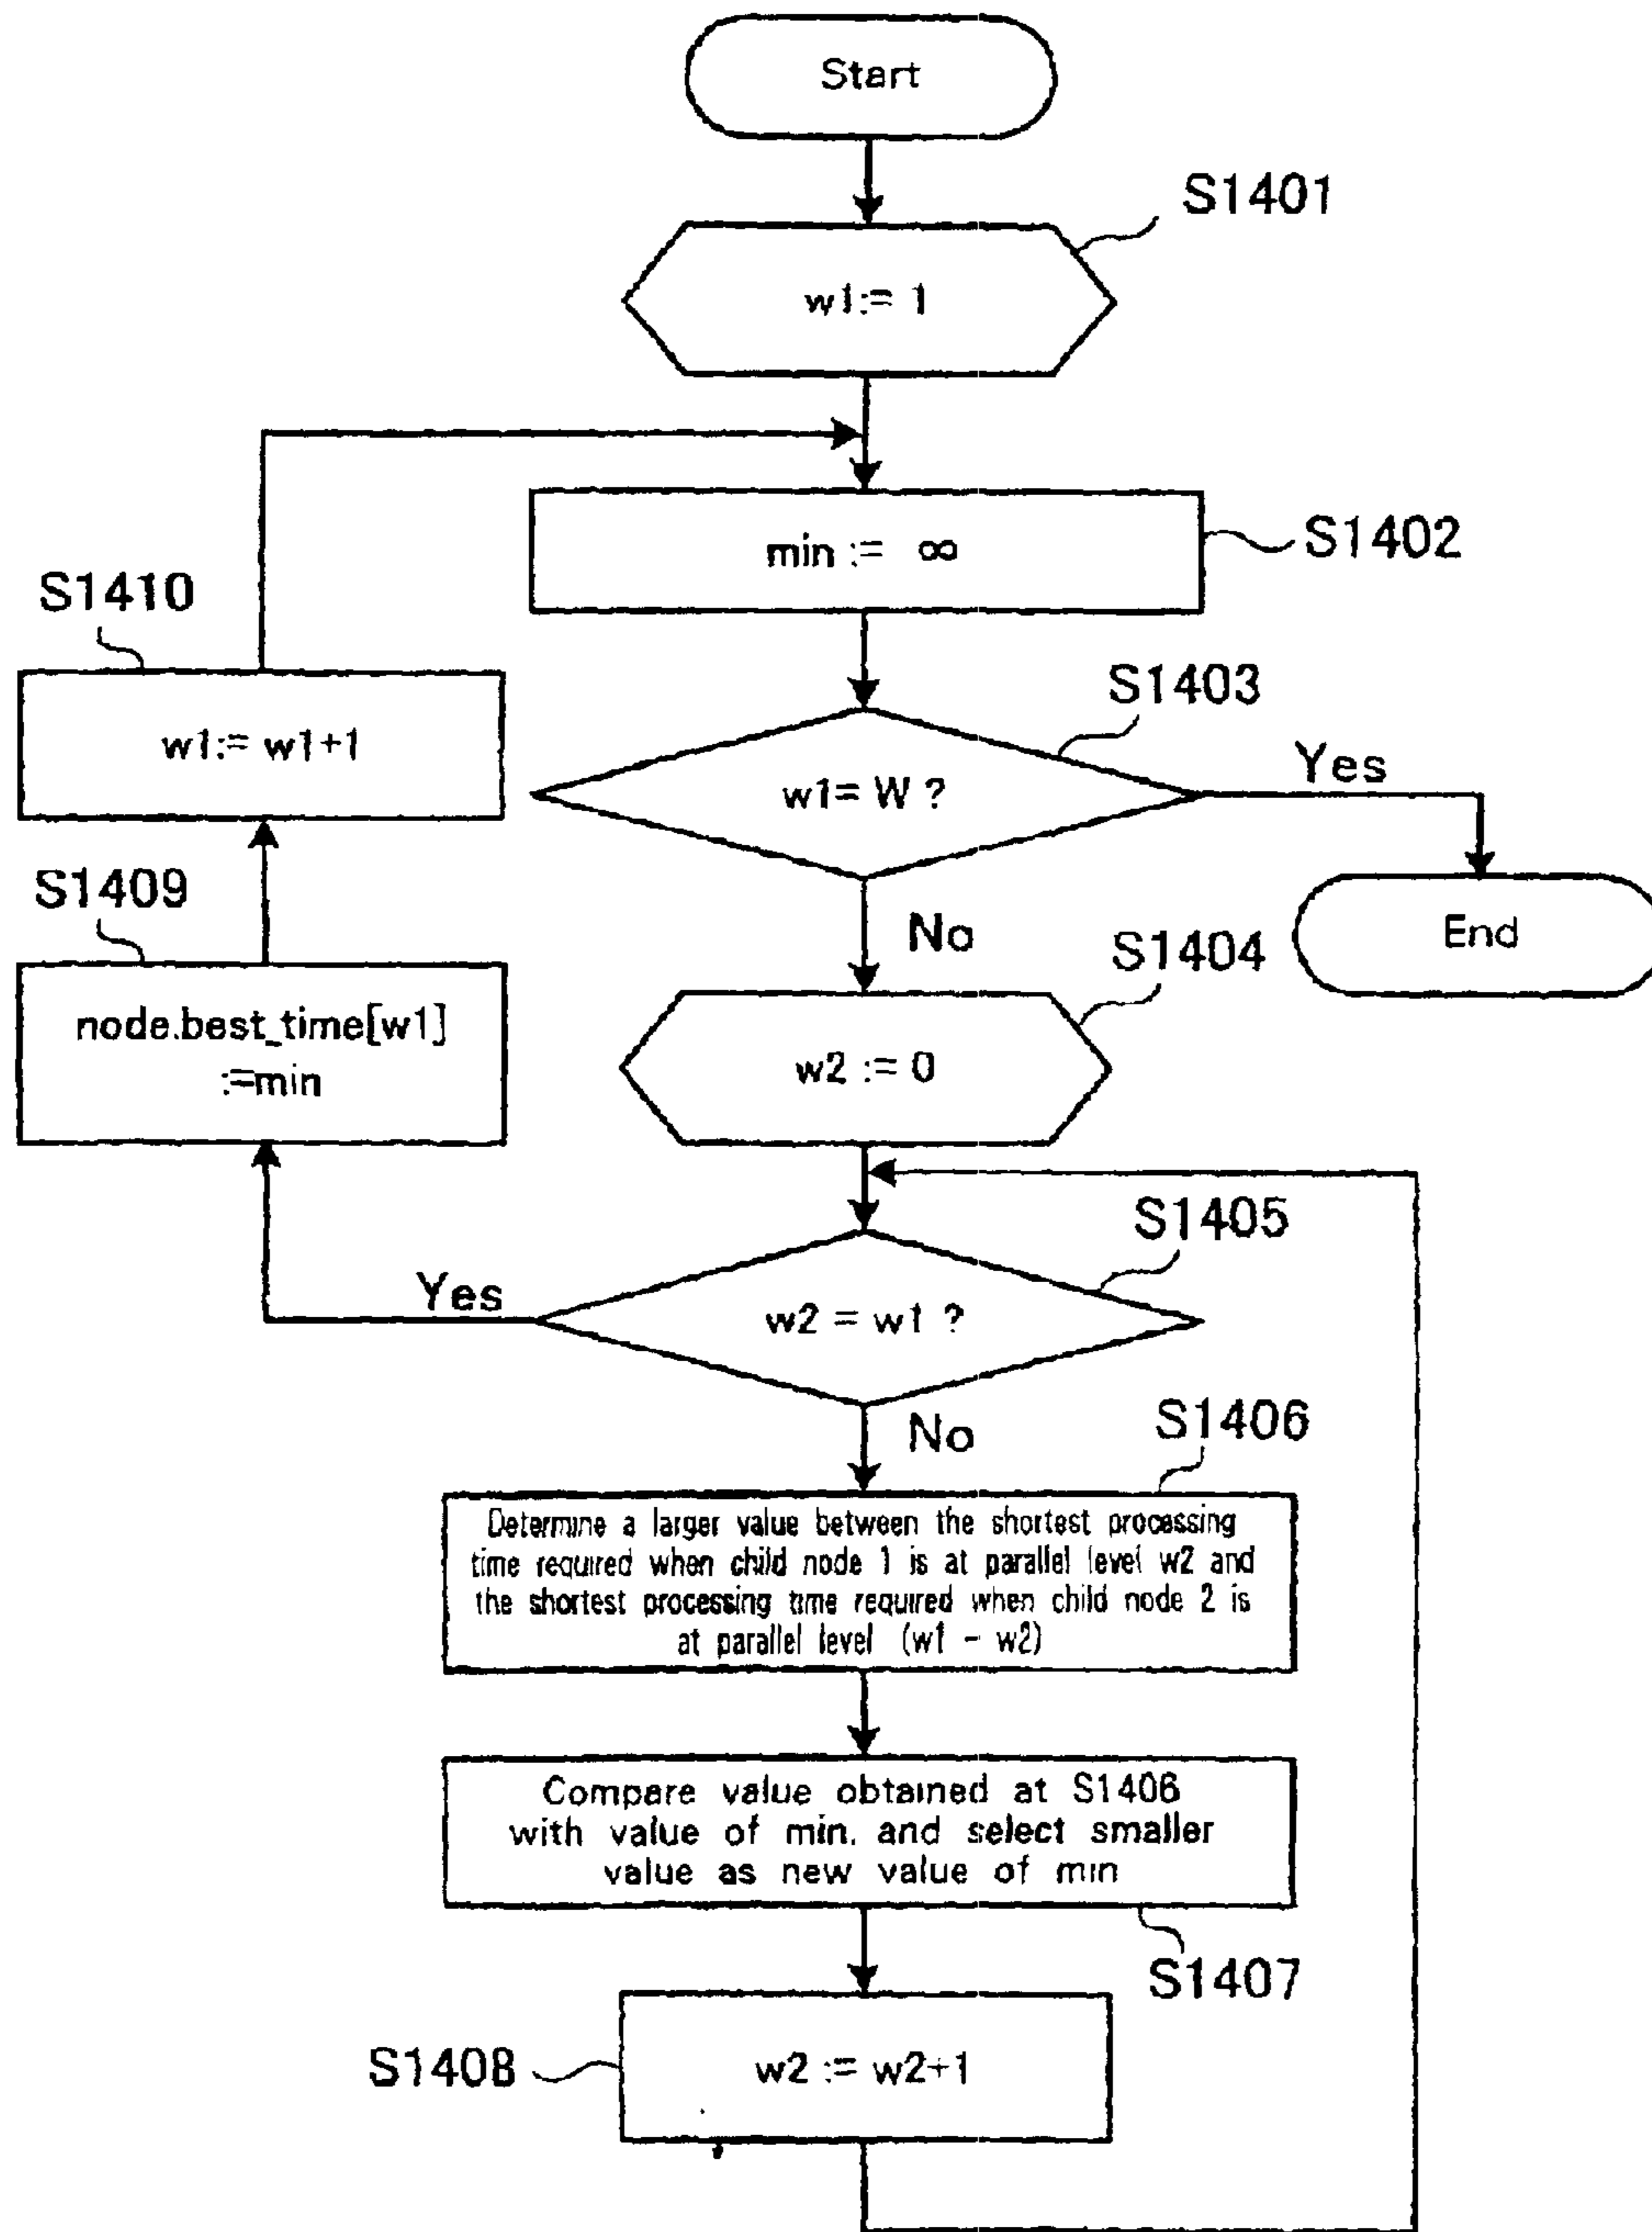 Start
S1401
w1:= 1
min := ∞
S1402
S1410
w1:= w1+1
S1403
w1= W ?
Yes
End
No
S1404
S1409
node.best_time[w1]
:=min
w2 := 0
S1405
Yes
w2 = w1 ?
No
S1406
Determine a larger value between the shortest processing
time required when child node 1 is at parallel level w2 and
the shortest processing time required when child node 2 is
at parallel level (w1 - w2)
Compare value obtained at S1406
with value of min. and select smaller
value as new value of min
S1407
S1408
w2 := w2+1